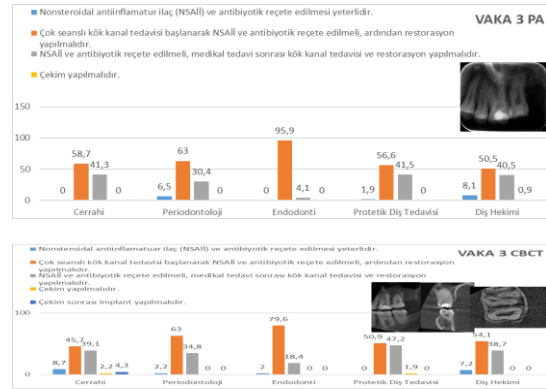 Nonsteroidal antiinflamatuar ilaç (NSAİİ) ve antibiyotik reçete edilmesi yeterlidir.
VAKA 3 PA
Çok seanslı kök kanal tedavisi başlanarak NSAİİ ve antibiyotik reçete edilmeli, ardından restorasyon
yapılmalıdır.
NSAİİ ve antibiyotik reçete edilmeli, medikal tedavi sonrası kök kanal tedavisi ve restorasyon yapılmalıdır.
Çekim yapılmalıdır.
150
100
50
0
0 58,7 41,3 0
6,5 63 30,4 0
0 95,9 4,1 0
1,9 56,6 41,5 0
8,1 50,5 40,5 0,9
Cerrahi Periodontoloji Endodonti Protetik Diş Tedavisi Diş Hekimi
Nonsteroidal antiinflamatuar ilaç (NSAİİ) ve antibiyotik reçete edilmesi yeterlidir.
VAKA 3 CBCT
Çok seanslı kök kanal tedavisi başlanarak NSAİİ ve antibiyotik reçete edilmeli, ardından restorasyon
yapılmalıdır.
NSAİİ ve antibiyotik reçete edilmeli, medikal tedavi sonrası kök kanal tedavisi ve restorasyon
yapılmalıdır.
Çekim yapılmalıdır.
Çekim sonrası implant yapılmalıdır.
100
0
8,7 45,7 39,1 2,2 4,3
2,2 63 34,8 0 0
2 79,6 18,4 0 0
0 50,9 47,2 1,9 0
7,2 54,1 38,7 0 0
Cerrahi Periodontoloji Endodonti Protetik Diş Tedavisi Diş Hekimi